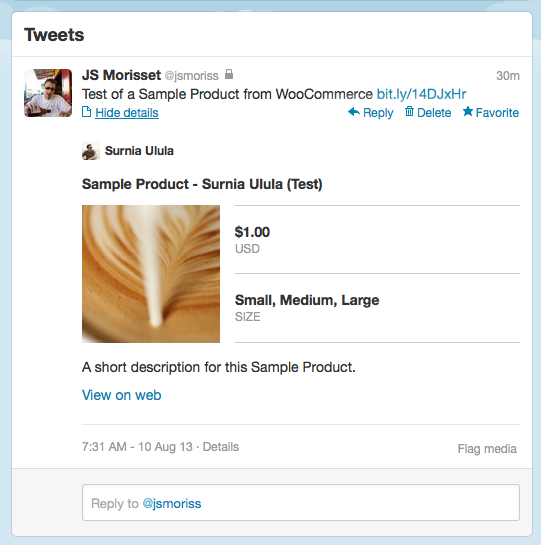 Tweets
JS Morisset @jsmoriss 30m
Test of a Sample Product from WooCommerce bit.ly/14DJxHr
Hide details Reply Delete Favorite
Surnia Ulula
Sample Product - Surnia Ulula (Test)
$1.00
USD
Small, Medium, Large
SIZE
A short description for this Sample Product.
View on web
7:31 AM - 10 Aug 13 · Details Flag media
Reply to @jsmoriss